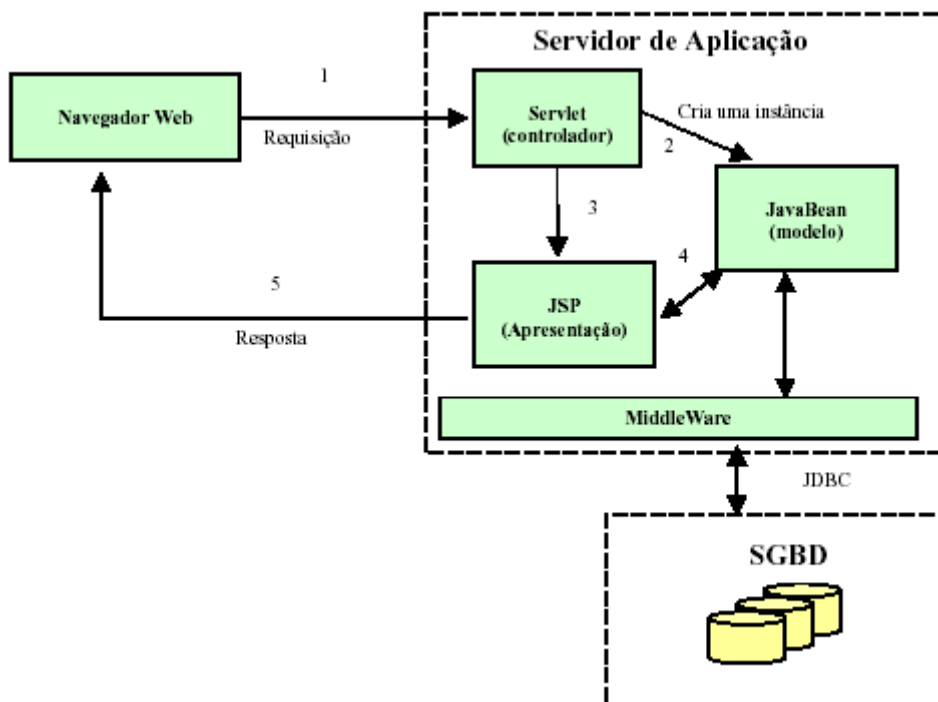 Servidor de Aplicação
1
Navegador Web
Requisição
Servlet
(controlador)
Cria uma instância
2
3
JavaBean
(modelo)
4
5
JSP
(Apresentação)
Resposta
MiddleWare
JDBC
SGBD